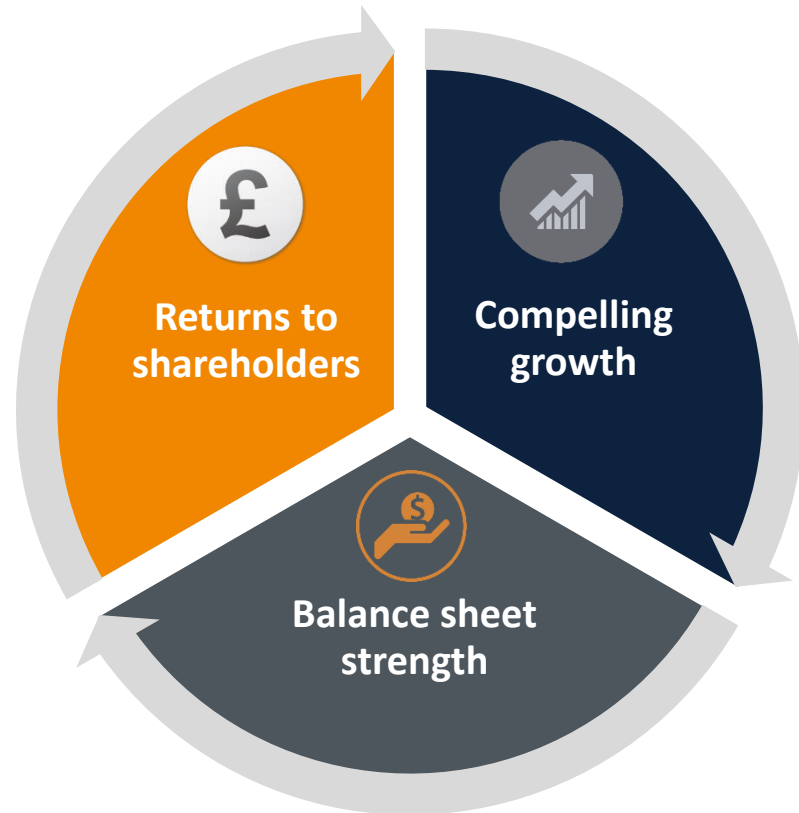 £
Returns to
shareholders
Compelling
growth
$
Balance sheet
strength